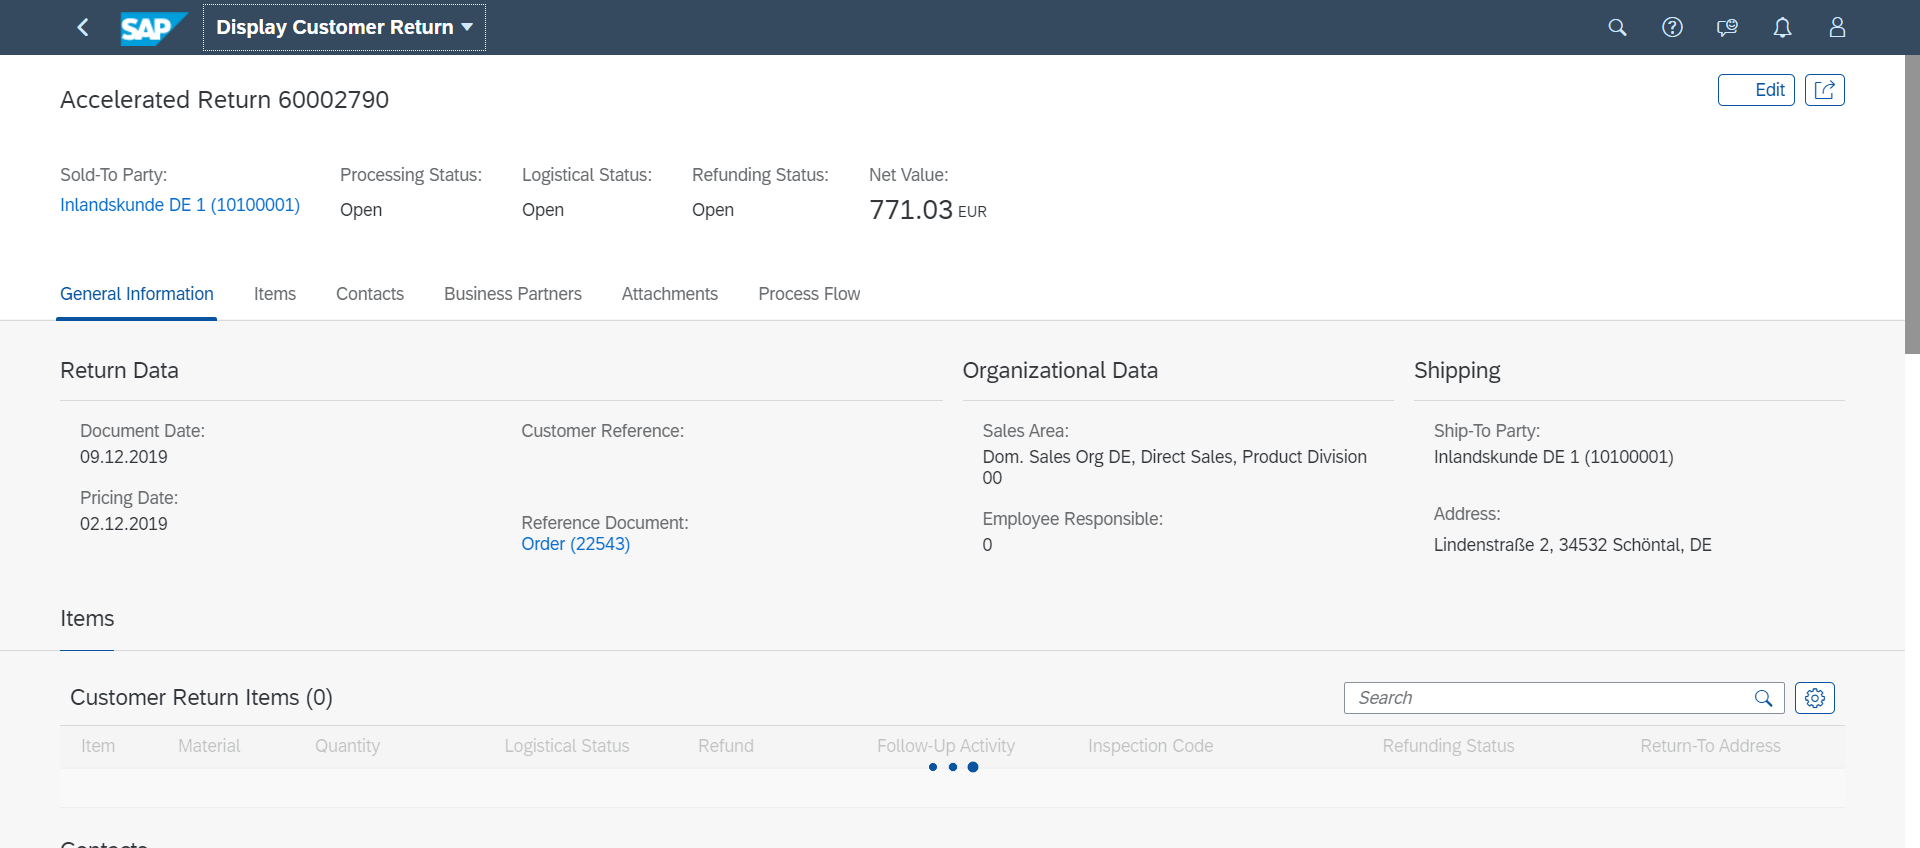 SAP Display Customer Return
Accelerated Return 60002790
Edit
Sold-To Party:
Inlandskunde DE 1 (10100001)
Processing Status:
Open
Logistical Status:
Open
Refunding Status:
Open
Net Value:
771.03 EUR
General Information Items Contacts Business Partners Attachments Process Flow
Return Data
Document Date:
09.12.2019
Pricing Date:
02.12.2019
Customer Reference:
Reference Document:
Order (22543)
Organizational Data
Sales Area:
Dom. Sales Org DE, Direct Sales, Product Division
00
Employee Responsible:
0
Shipping
Ship-To Party:
Inlandskunde DE 1 (10100001)
Address:
Lindenstraße 2, 34532 Schöntal, DE
Items
Customer Return Items (0)
Search
Item Material Quantity Logistical Status Refund Follow-Up Activity Inspection Code Refunding Status Return-To Address
Contacts